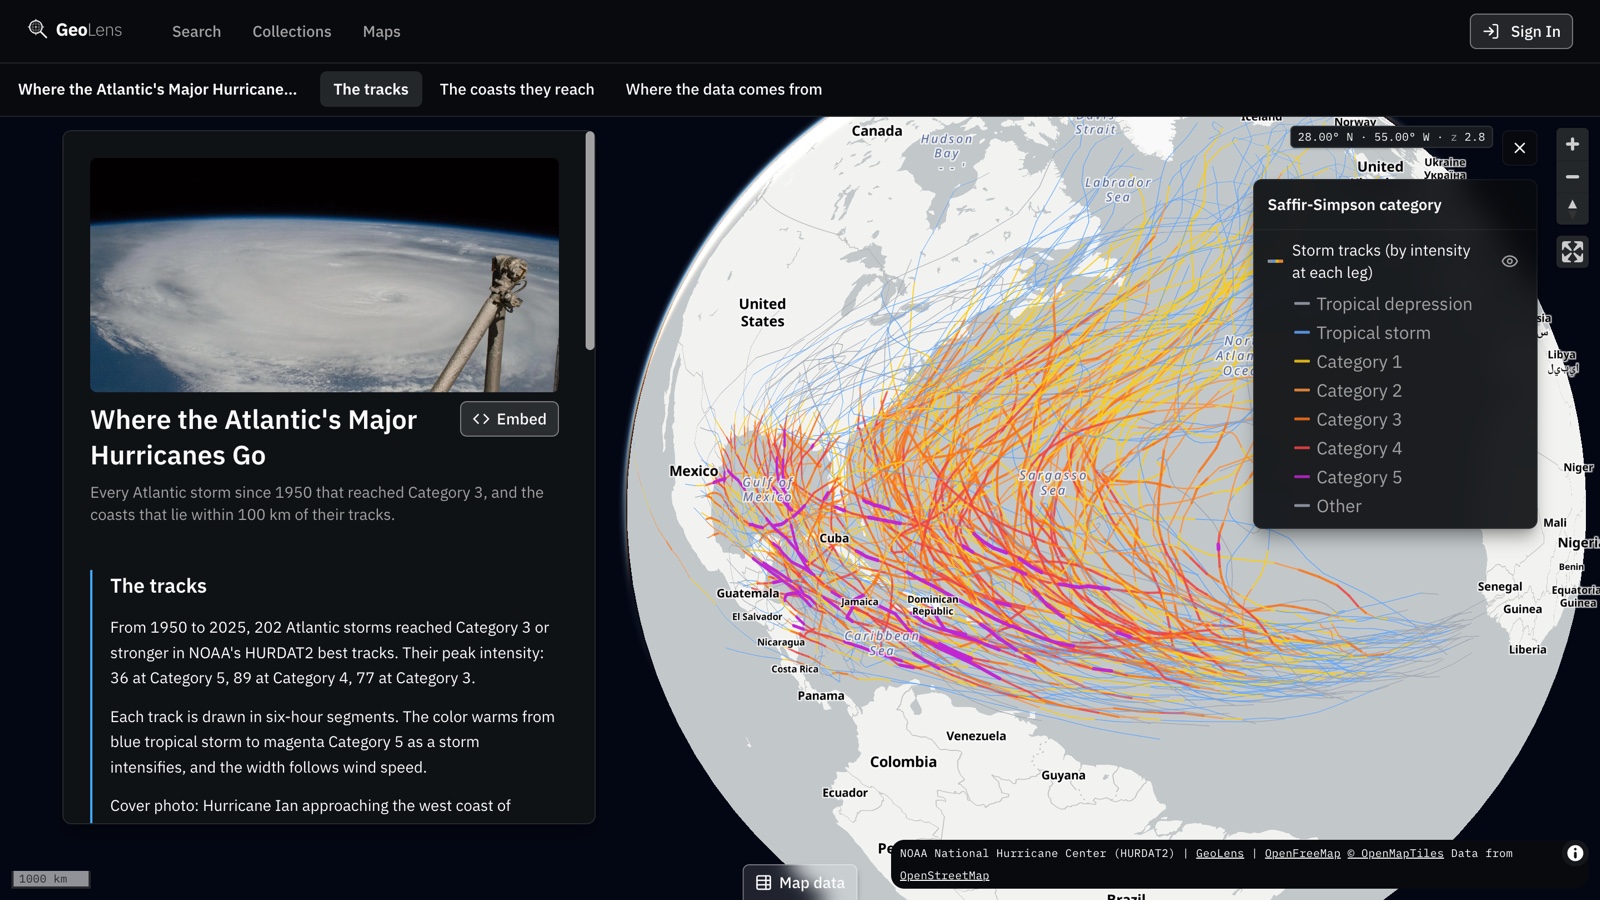 GeoLens
Search
Collections
Maps
Sign In
Where the Atlantic's Major Hurricane...
The tracks
The coasts they reach
Where the data comes from
Where the Atlantic's Major
Hurricanes Go
Embed
Every Atlantic storm since 1950 that reached Category 3, and the
coasts that lie within 100 km of their tracks.
The tracks
From 1950 to 2025, 202 Atlantic storms reached Category 3 or
stronger in NOAA's HURDAT2 best tracks. Their peak intensity:
36 at Category 5, 89 at Category 4, 77 at Category 3.
Each track is drawn in six-hour segments. The color warms from
blue tropical storm to magenta Category 5 as a storm
intensifies, and the width follows wind speed.
Cover photo: Hurricane Ian approaching the west coast of
1000 km
Canada
Hudson
Bay
Strait
Labrador
Sea
Norway
United
Ukraine
Україна
28.00° N · 55.00° W · z 2.8
Saffir-Simpson category
Storm tracks (by intensity
at each leg)
Tropical depression
Tropical storm
Category 1
Category 2
Category 3
Category 4
Category 5
Other
United
States
Mexico
Gulf of
Mexico
Sargasso
Sea
Cuba
Guatemala
Jamaica
Dominican
Republic
El Salvador
Nicaragua
Caribbean
Sea
Costa Rica
Panama
Venezuela
Colombia
Guyana
Ecuador
Libya
Niger
Mali
Benin
Senegal
Guinea
Equatoria
Guinea
Liberia
Brazil
Map data
NOAA National Hurricane Center (HURDAT2) | GeoLens | OpenFreeMap © OpenMapTiles Data from
OpenStreetMap